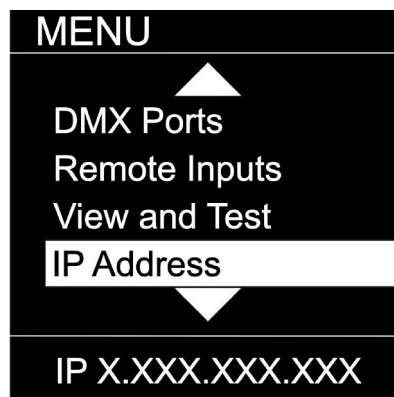 MENU
DMX Ports
Remote Inputs
View and Test
IP Address
IP X.XXX.XXX.XXX